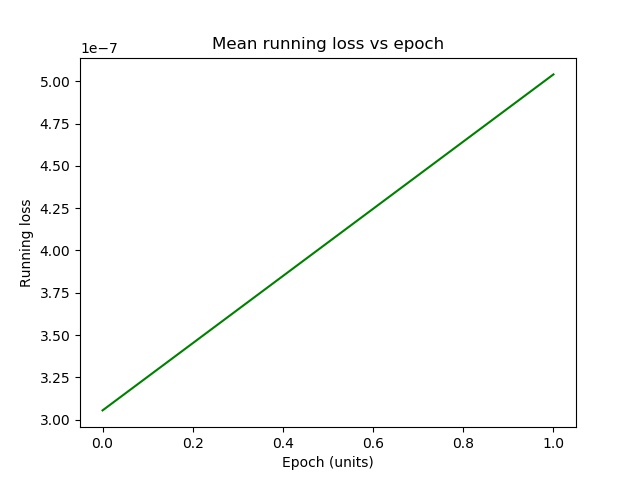 Mean running loss vs epoch
1e−7
5.00
4.75
4.50
4.25
4.00
3.75
3.50
3.25
3.00
Running loss
0.0 0.2 0.4 0.6 0.8 1.0
Epoch (units)